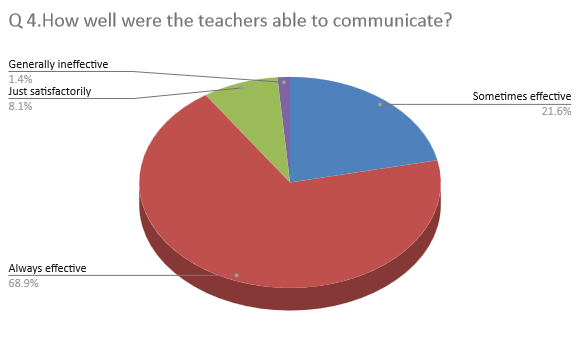 Q 4.How well were the teachers able to communicate?
Generally ineffective
1.4%
Just satisfactorily
8.1%
Sometimes effective
21.6%
Always effective
68.9%